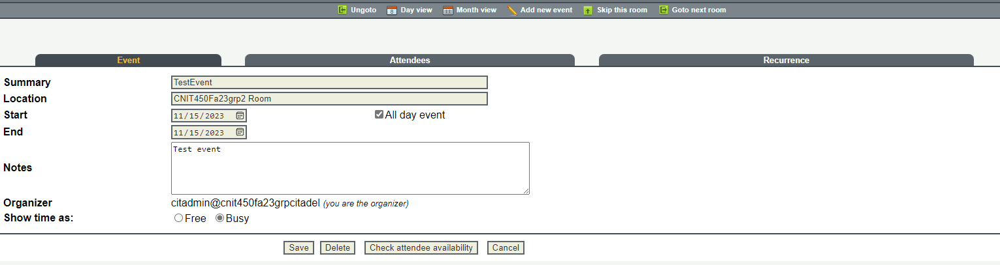 Ungoto 8 Day view Month view Add new event Skip this room Goto next room
Event Attendees Recurrence
Summary TestEvent
Location CNIT450Fa23grp2 Room
Start 11/15/2023 All day event
End 11/15/2023
Notes Test event
Organizer citadmin@cnit450fa23grpcitadel (you are the organizer)
Show time as: Free Busy
Save Delete Check attendee availability Cancel